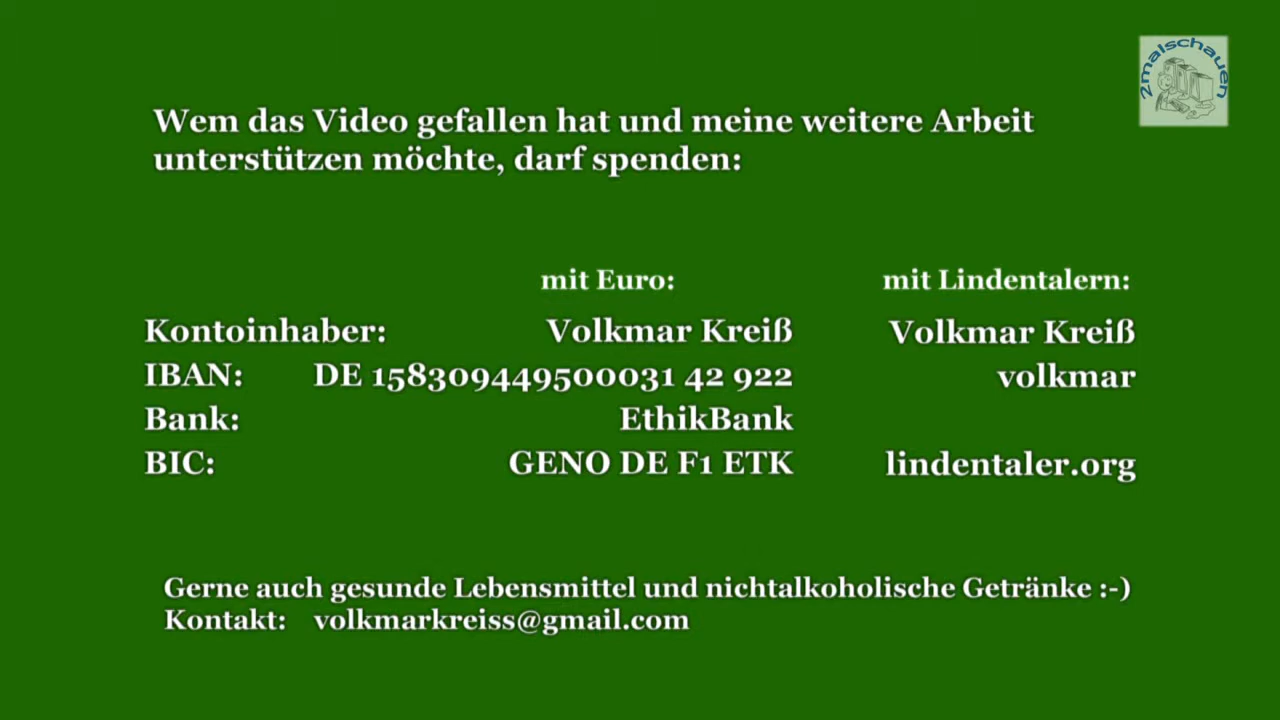 2malschauen
Wem das Video gefallen hat und meine weitere Arbeit
unterstützen möchte, darf spenden:
mit Euro: mit Lindentalern:
Kontoinhaber: Volkmar Kreiß Volkmar Kreiß
IBAN: DE 158309449500031 42 922 volkmar
Bank: EthikBank
BIC: GENO DE F1 ETK lindentaler.org
Gerne auch gesunde Lebensmittel und nichtalkoholische Getränke :-)
Kontakt: volkmarkreiss@gmail.com